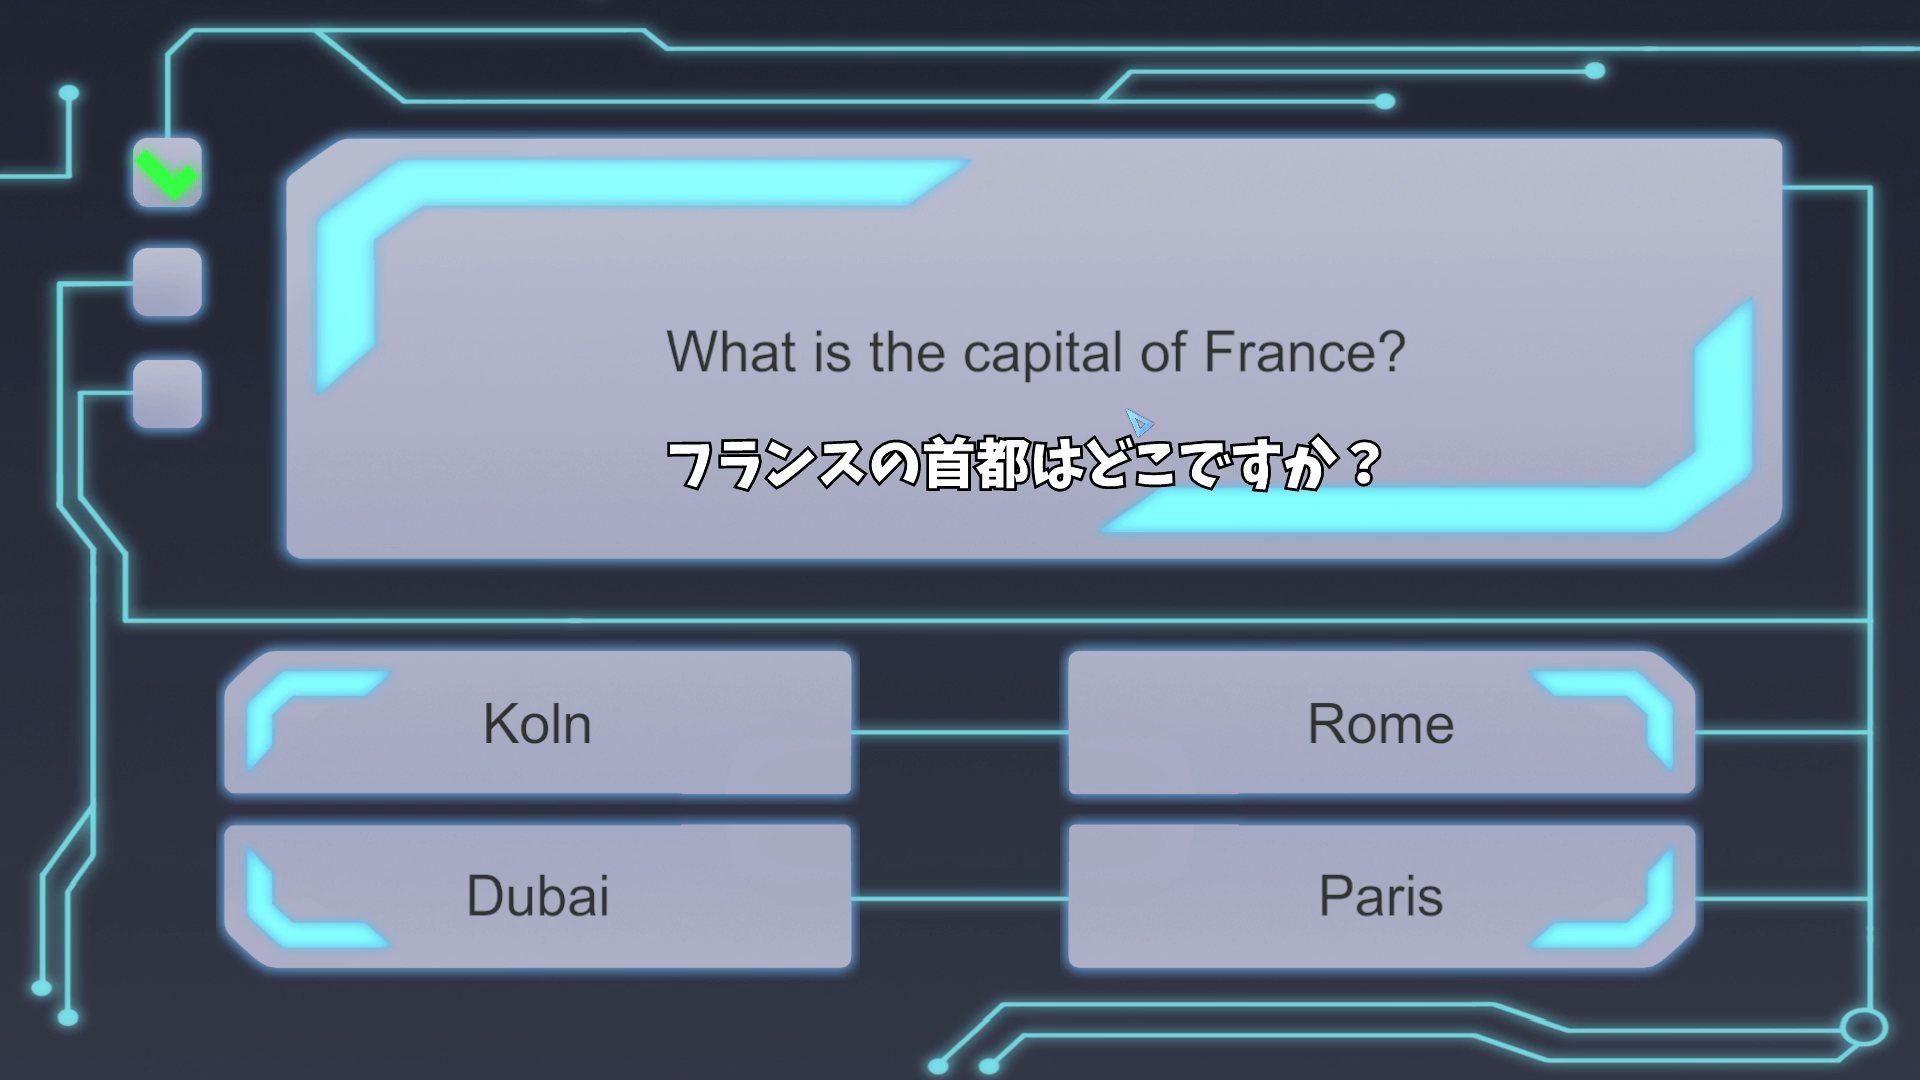 What is the capital of France?
フランスの首都はどこですか？
Koln
Rome
Dubai
Paris